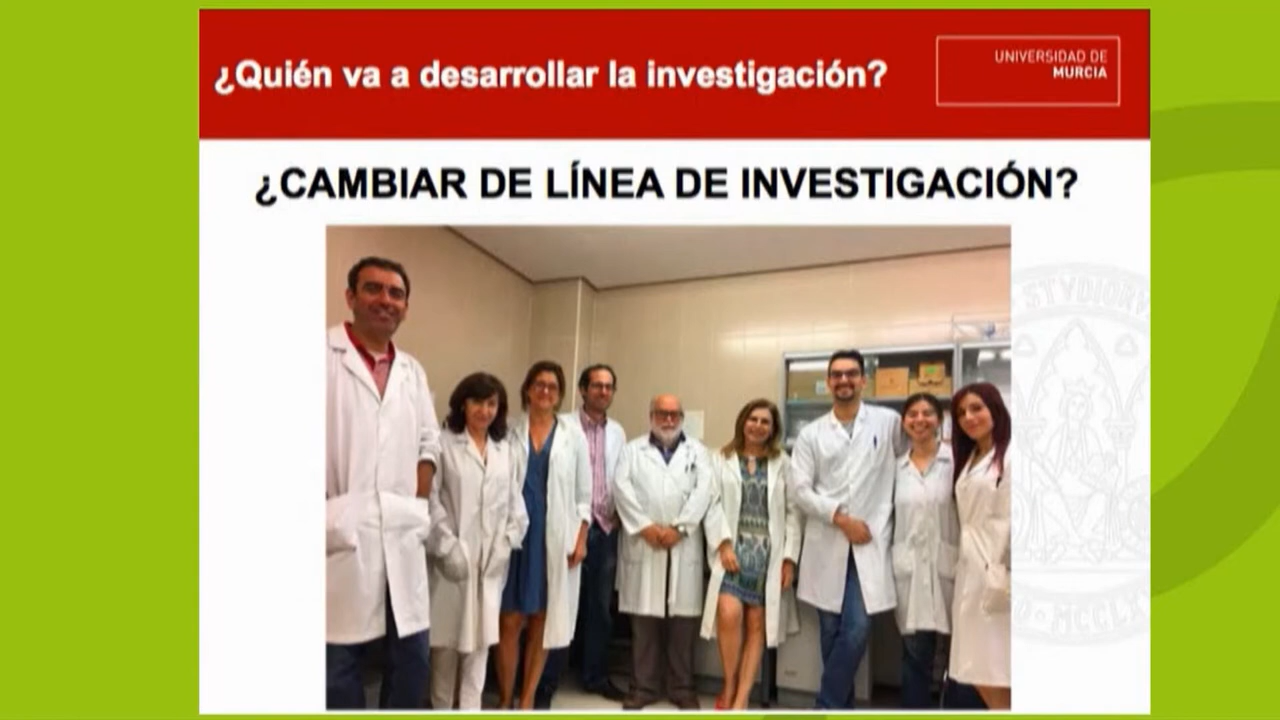 ¿Quién va a desarrollar la investigación?
UNIVERSIDAD DE
MURCIA
¿CAMBIAR DE LÍNEA DE INVESTIGACIÓN?